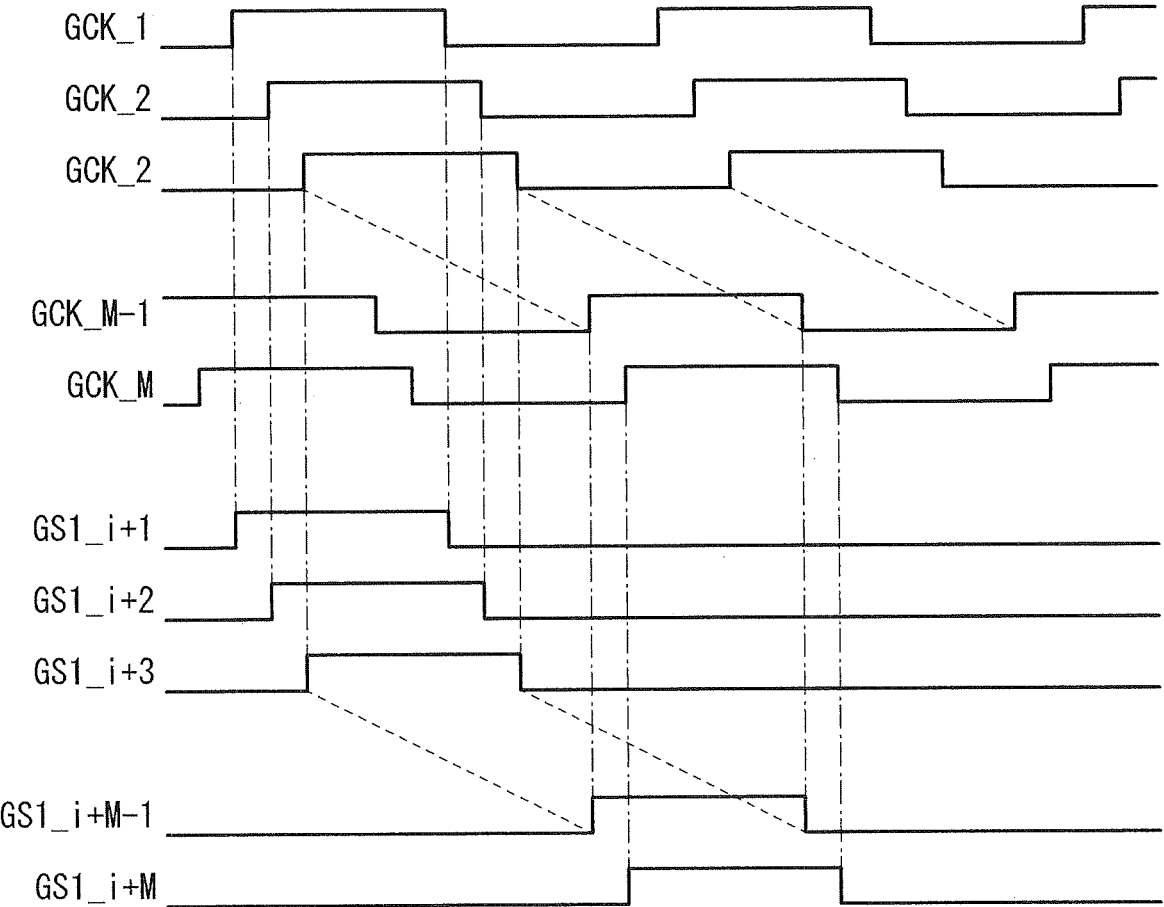 GCK_1
GCK_2
GCK_2
GCK_M-1
GCK_M
GS1_i+1
GS1_i+2
GS1_i+3
GS1_i+M-1
GS1_i+M